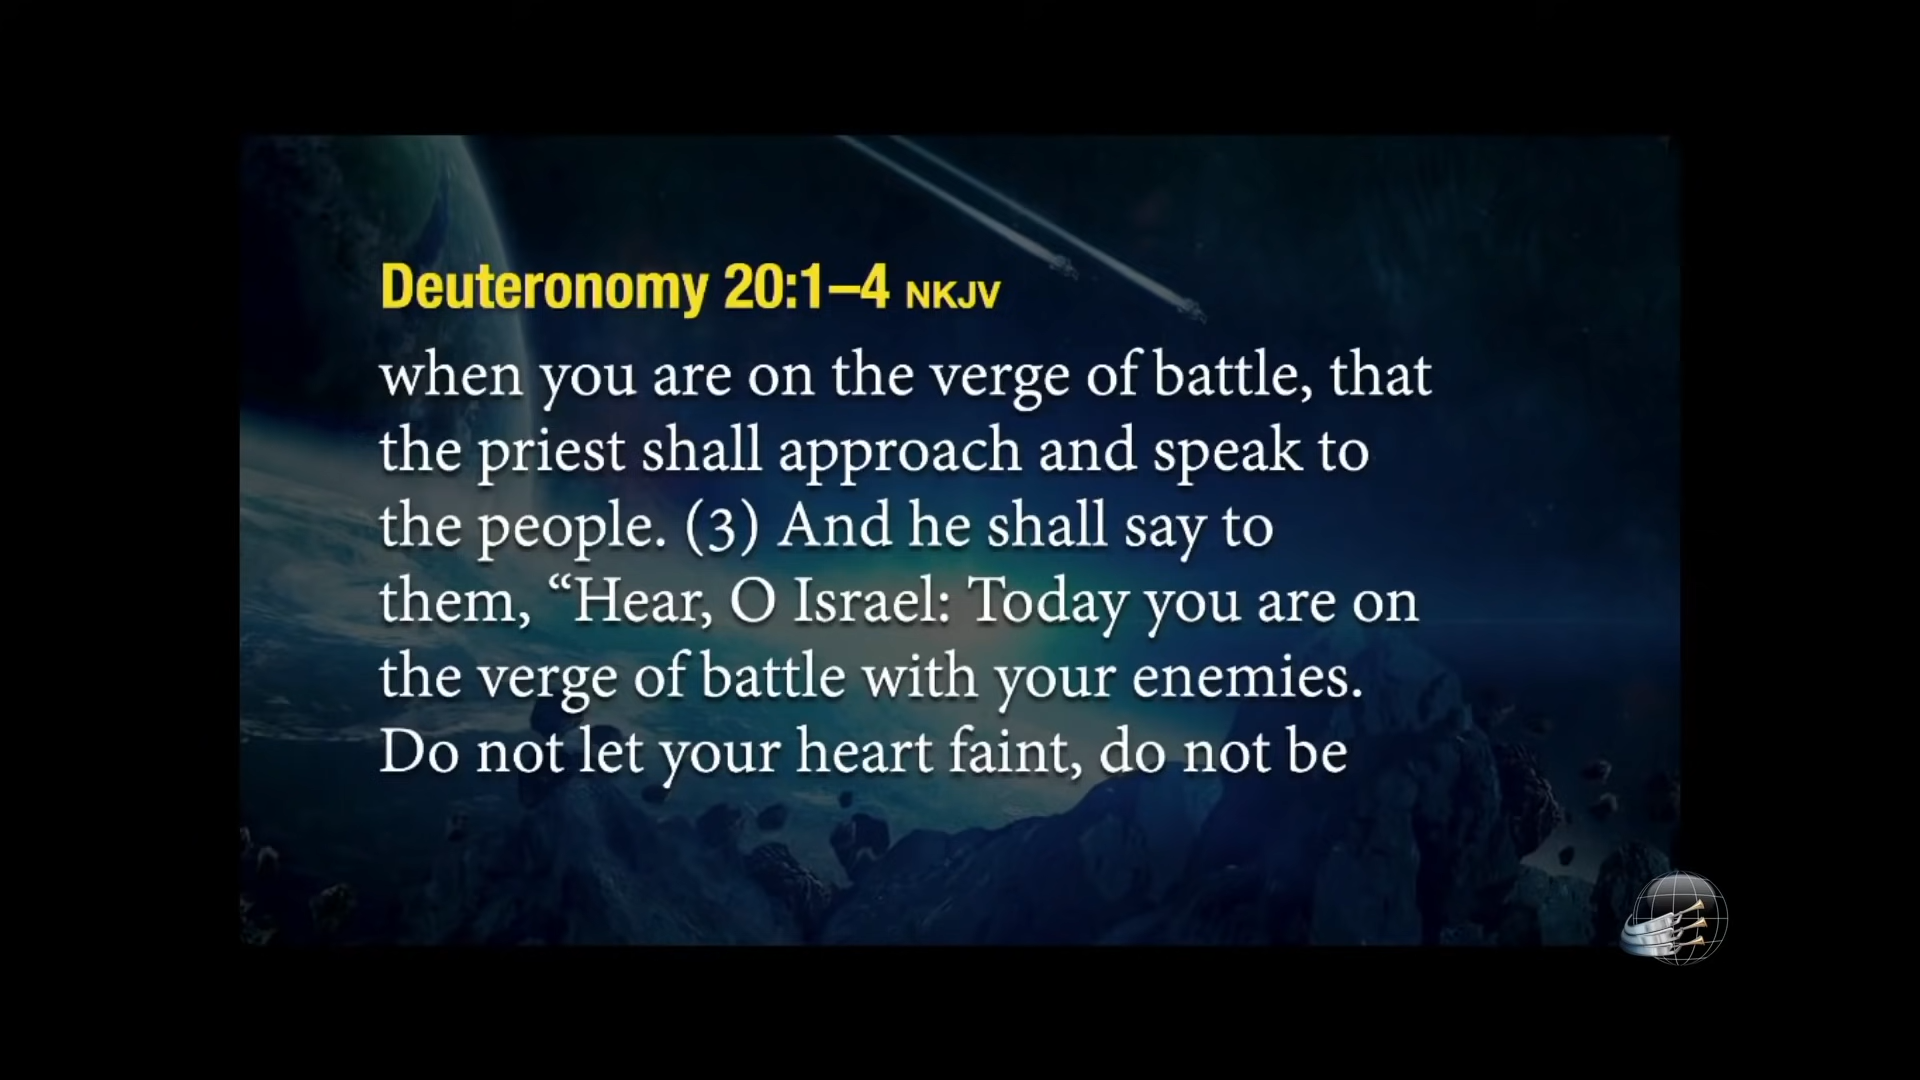 Deuteronomy 20:1–4 NKJV
when you are on the verge of battle, that
the priest shall approach and speak to
the people. (3) And he shall say to
them, “Hear, O Israel: Today you are on
the verge of battle with your enemies.
Do not let your heart faint, do not be